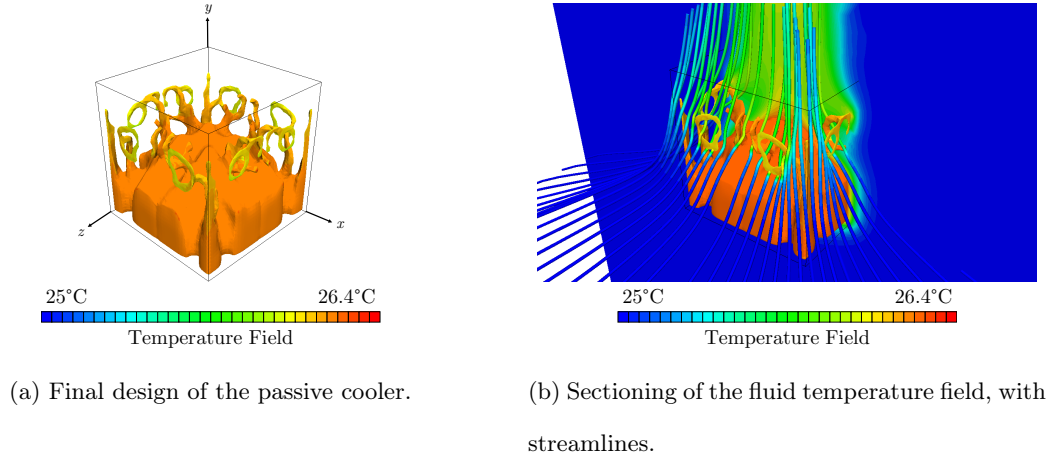 y
z
x
25°C 26.4°C
Temperature Field
(a) Final design of the passive cooler.
25°C 26.4°C
Temperature Field
(b) Sectioning of the fluid temperature field, with
streamlines.